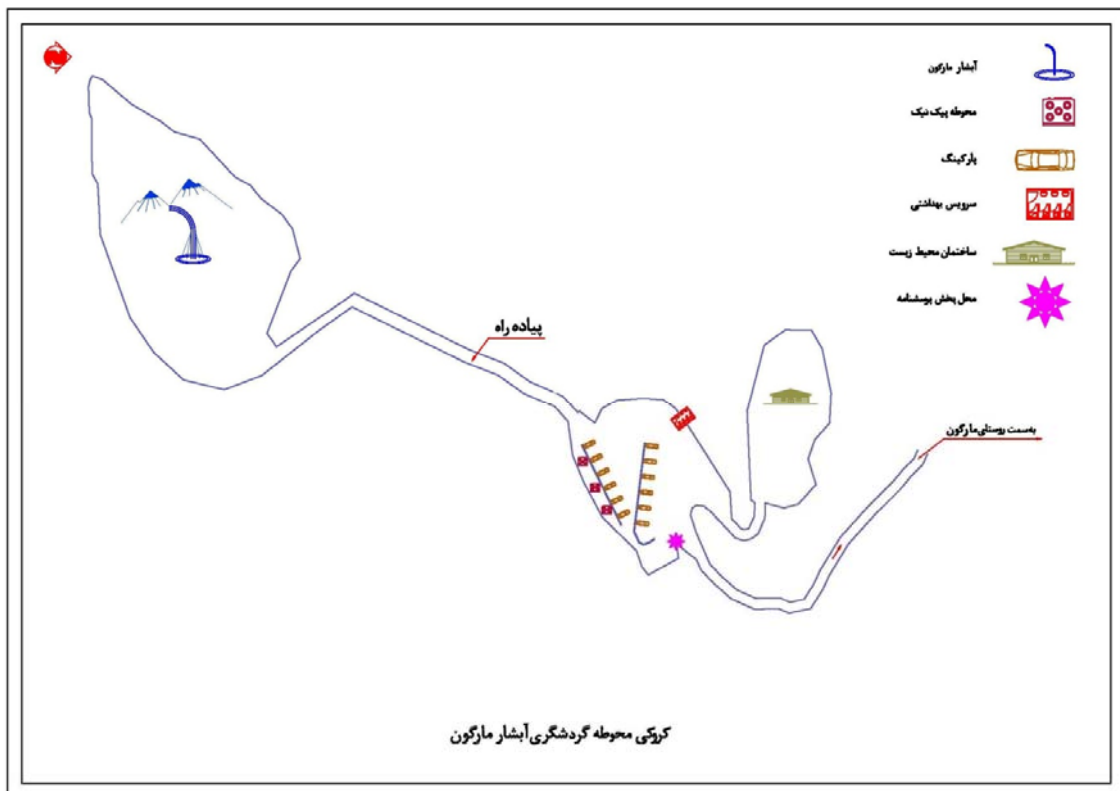 آبشار مارگون
محوطه پیک نیک
پارکینگ
سرویس بهداشتی
ساختمان محیط زیست
محل پخش پرسشنامه
پیاده راه
به سمت روستای مارگون
کروکی محوطه گردشگری آبشار مارگون